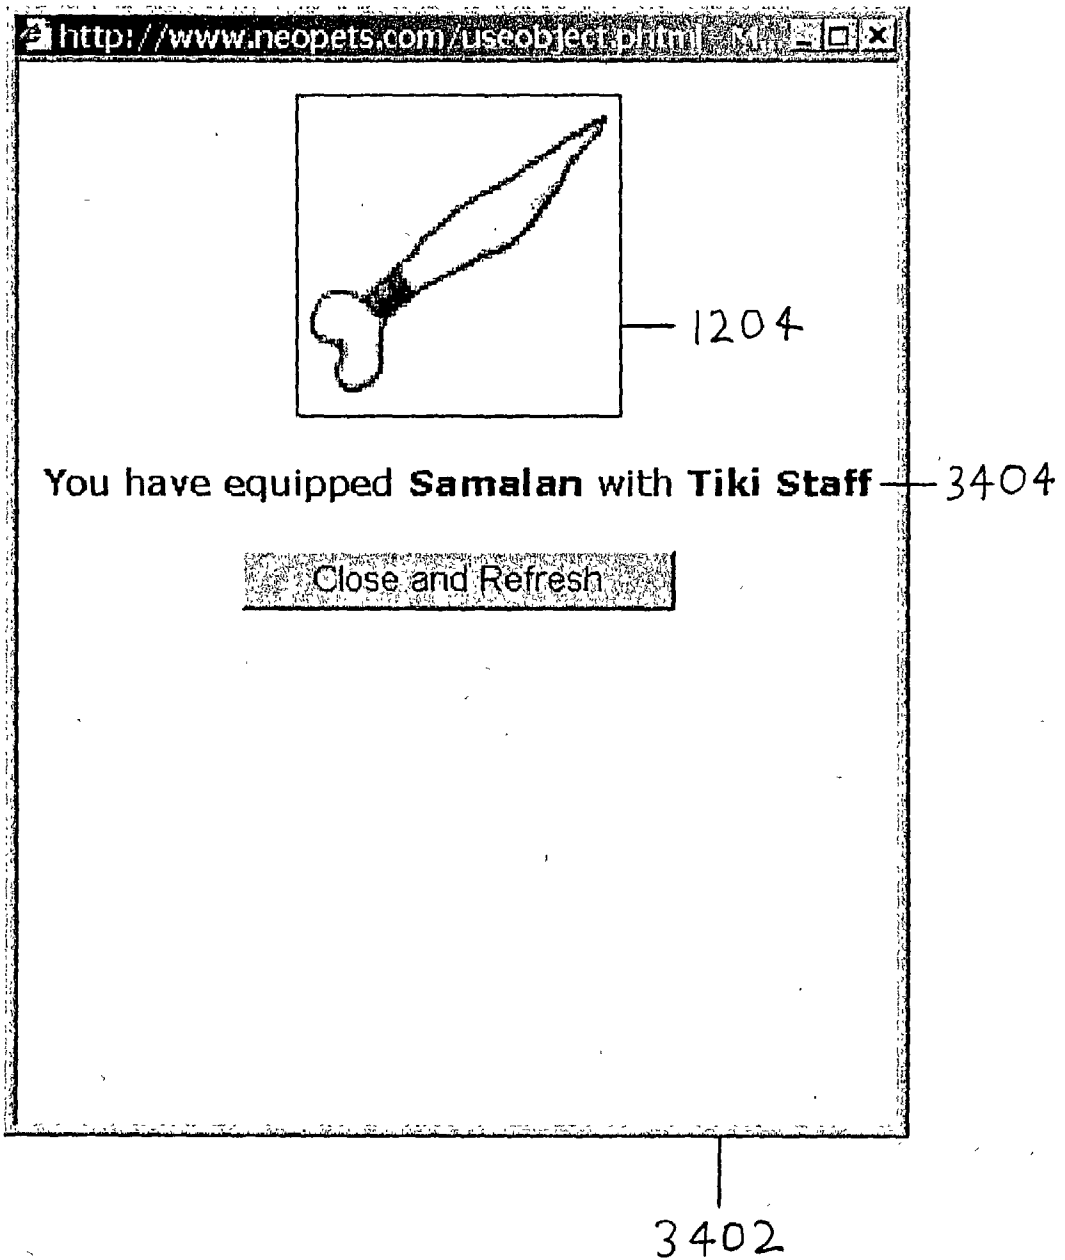 http://www.neopets.com/useobject.phtml - M...
1204
You have equipped Samalan with Tiki Staff
3404
Close and Refresh
3402